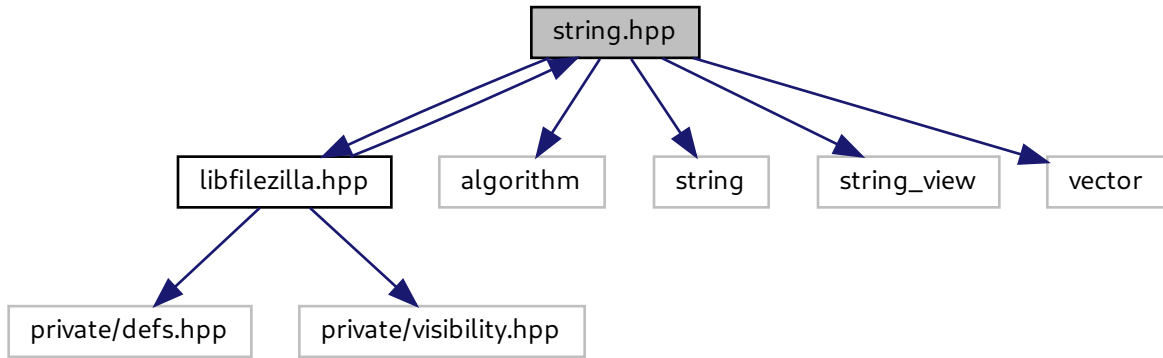 string.hpp
libfilezilla.hpp
algorithm
string
string_view
vector
private/defs.hpp
private/visibility.hpp